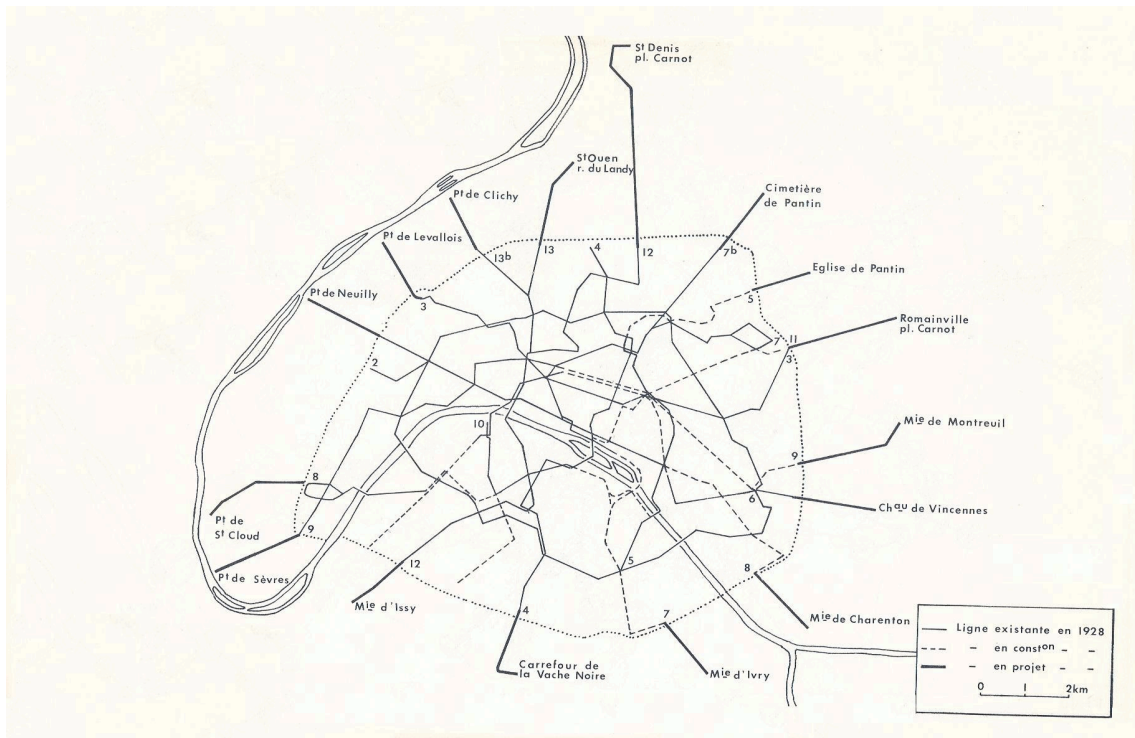 St Denis
pl. Carnot
St Ouen
r. du Landy
Pt de Clichy
Cimetière
de Pantin
Pt de Levallois
13b
13
4
12
7b
Eglise de Pantin
5
Pt de Neuilly
3
Romainville
pl. Carnot
7
11
3
2
10
Mie de Montreuil
9
8
6
Chau de Vincennes
Pt de
St Cloud
9
Pt de Sèvres
12
5
8
Mie d'Issy
4
7
Mie de Charenton
Carrefour de
la Vache Noire
Mie d'Ivry
Ligne existante en 1928
- en conston - -
- en projet - -
0 1 2km